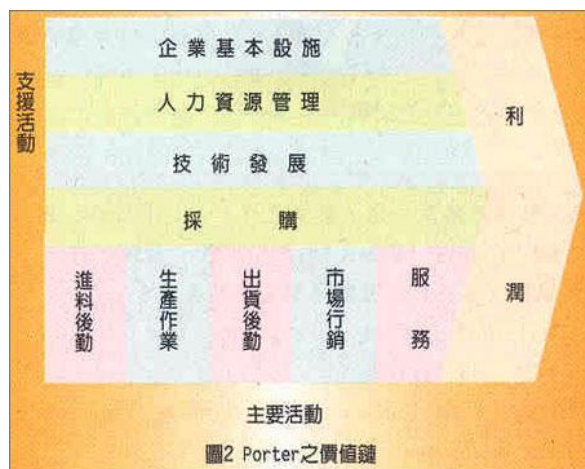 支援活動
企業基本設施
人力資源管理
技術發展
採購
進料後勤
生產作業
出貨後勤
市場行銷
服務
利潤
主要活動
圖2 Porter之價值鏈